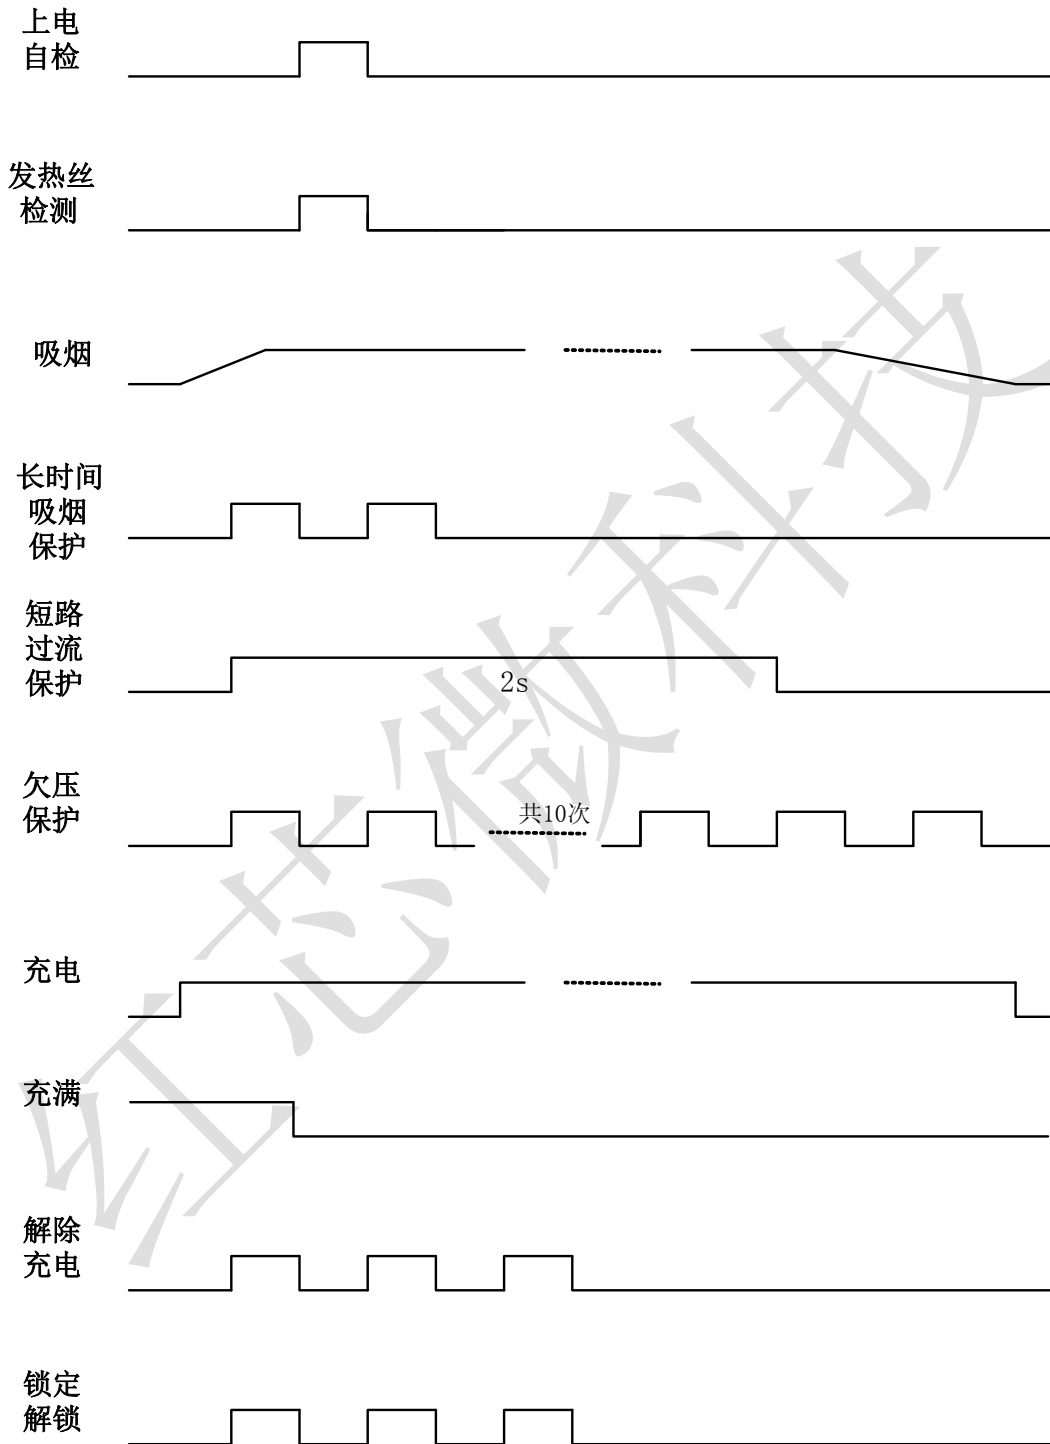 上电
自检
发热丝
检测
吸烟
长时间
吸烟
保护
短路
过流
保护
2s
欠压
保护
共10次
充电
充满
解除
充电
锁定
解锁
红芯微科技